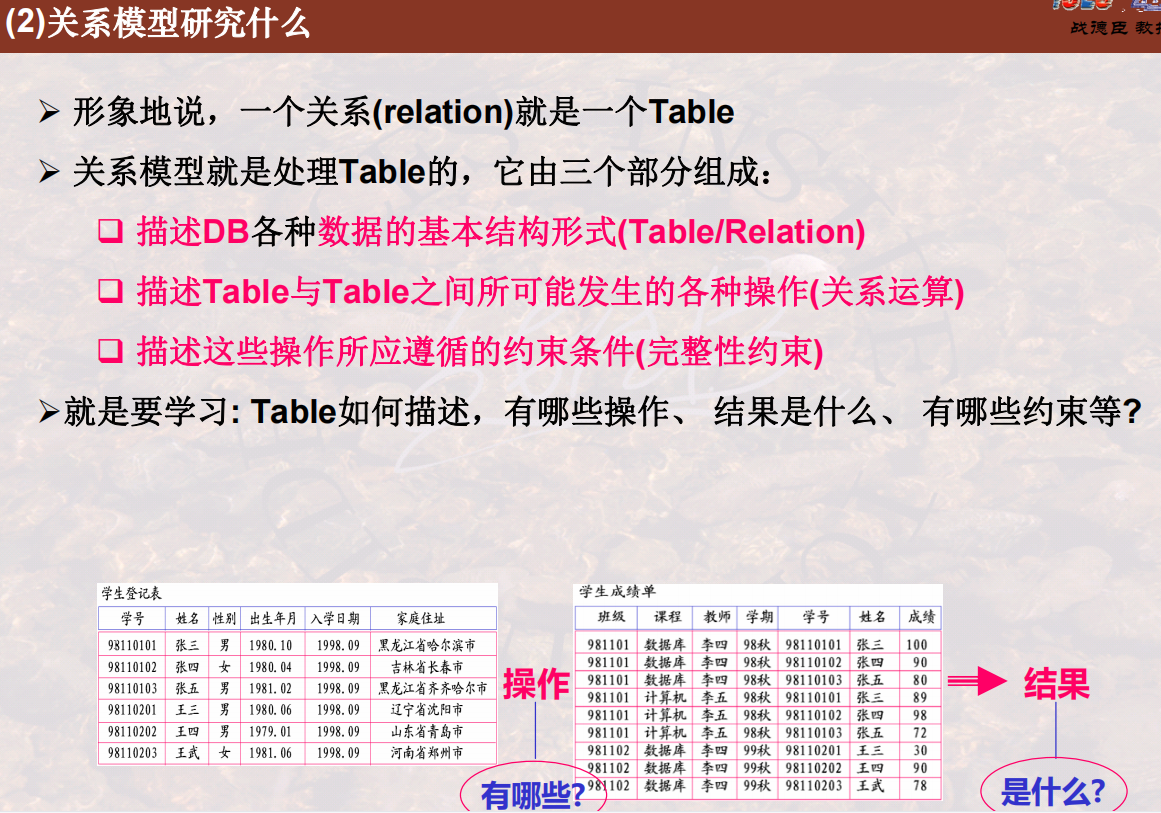 (2)关系模型研究什么
战德臣 教
形象地说，一个关系(relation)就是一个Table
关系模型就是处理Table的，它由三个部分组成：
描述DB各种数据的基本结构形式(Table/Relation)
描述Table与Table之间所可能发生的各种操作(关系运算)
描述这些操作所应遵循的约束条件(完整性约束)
就是要学习: Table如何描述，有哪些操作、 结果是什么、 有哪些约束等?
学生登记表
学号 姓名 性别 出生年月 入学日期 家庭住址
98110101 张三 男 1980.10 1998.09 黑龙江省哈尔滨市
98110102 张四 女 1980.04 1998.09 吉林省长春市
98110103 张五 男 1981.02 1998.09 黑龙江省齐齐哈尔市
98110201 王三 男 1980.06 1998.09 辽宁省沈阳市
98110202 王四 男 1979.01 1998.09 山东省青岛市
98110203 王武 女 1981.06 1998.09 河南省郑州市
操作
有哪些?
学生成绩单
班级 课程 教师 学期 学号 姓名 成绩
981101 数据库 李四 98秋 98110101 张三 100
981101 数据库 李四 98秋 98110102 张四 90
981101 数据库 李四 98秋 98110103 张五 80
981101 计算机 李五 98秋 98110101 张三 89
981101 计算机 李五 98秋 98110102 张四 98
981101 计算机 李五 98秋 98110103 张五 72
981102 数据库 李四 99秋 98110201 王三 30
981102 数据库 李四 99秋 98110202 王四 90
981102 数据库 李四 99秋 98110203 王武 78
结果
是什么?